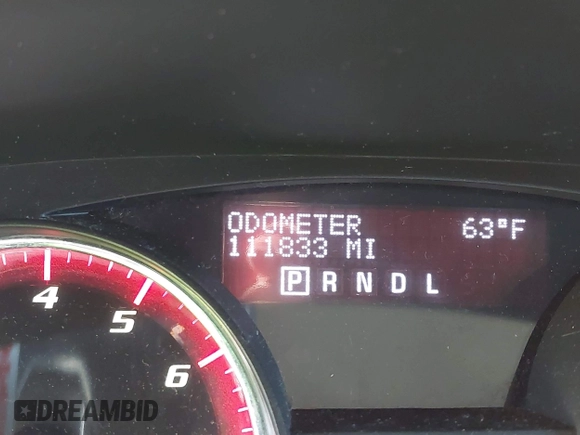 ODOMETER 63°F
111833 MI
P R N D L
4
5
6
DREAMBID